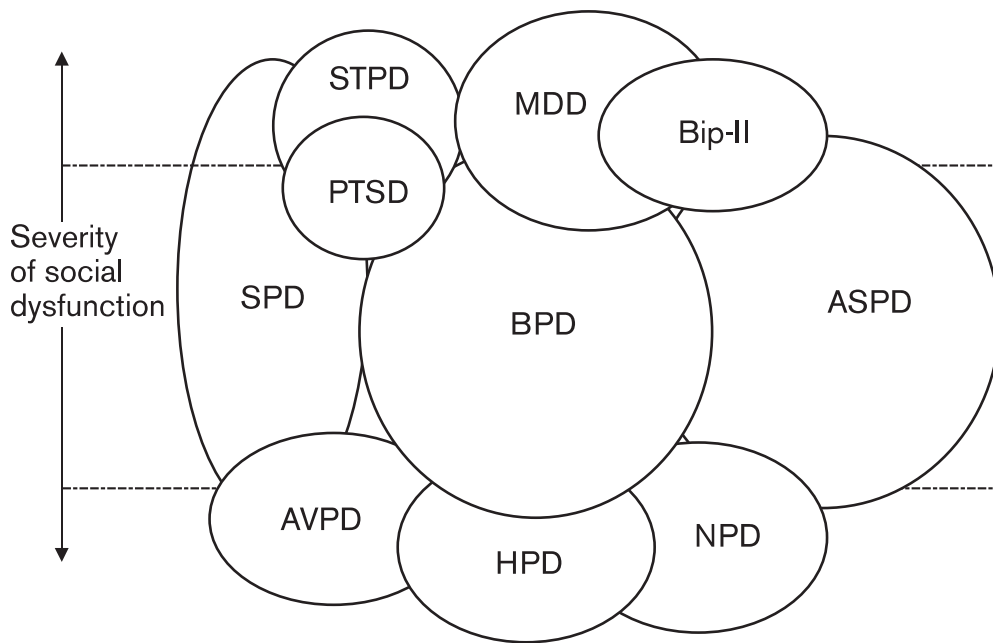 STPD
MDD
Bip-II
PTSD
Severity
of social
dysfunction
SPD
BPD
ASPD
AVPD
HPD
NPD